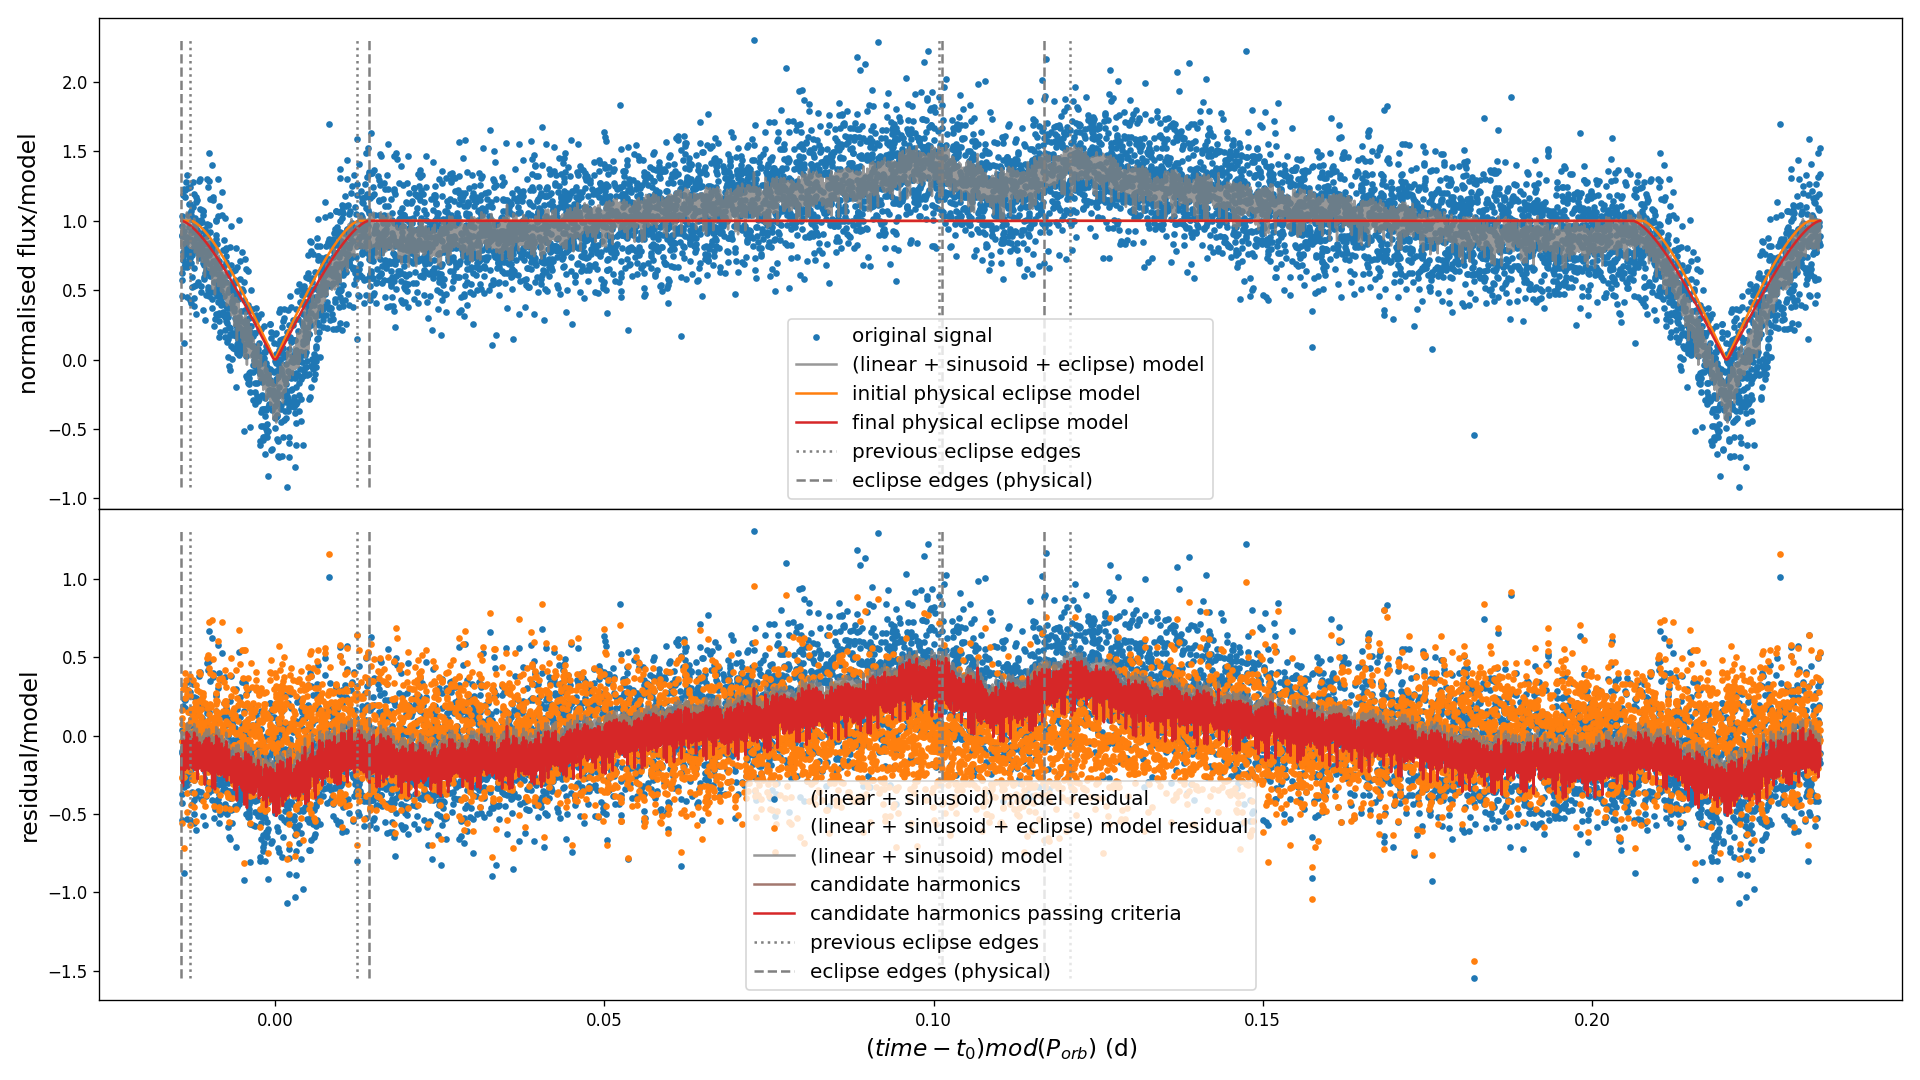 normalised flux/model
2.0
1.5
1.0
0.5
0.0
−0.5
−1.0
original signal
(linear + sinusoid + eclipse) model
initial physical eclipse model
final physical eclipse model
previous eclipse edges
eclipse edges (physical)
residual/model
1.0
0.5
0.0
−0.5
−1.0
−1.5
(linear + sinusoid) model residual
(linear + sinusoid + eclipse) model residual
(linear + sinusoid) model
candidate harmonics
candidate harmonics passing criteria
previous eclipse edges
eclipse edges (physical)
0.00 0.05 0.10 0.15 0.20
(time − t₀)mod(P_orb) (d)